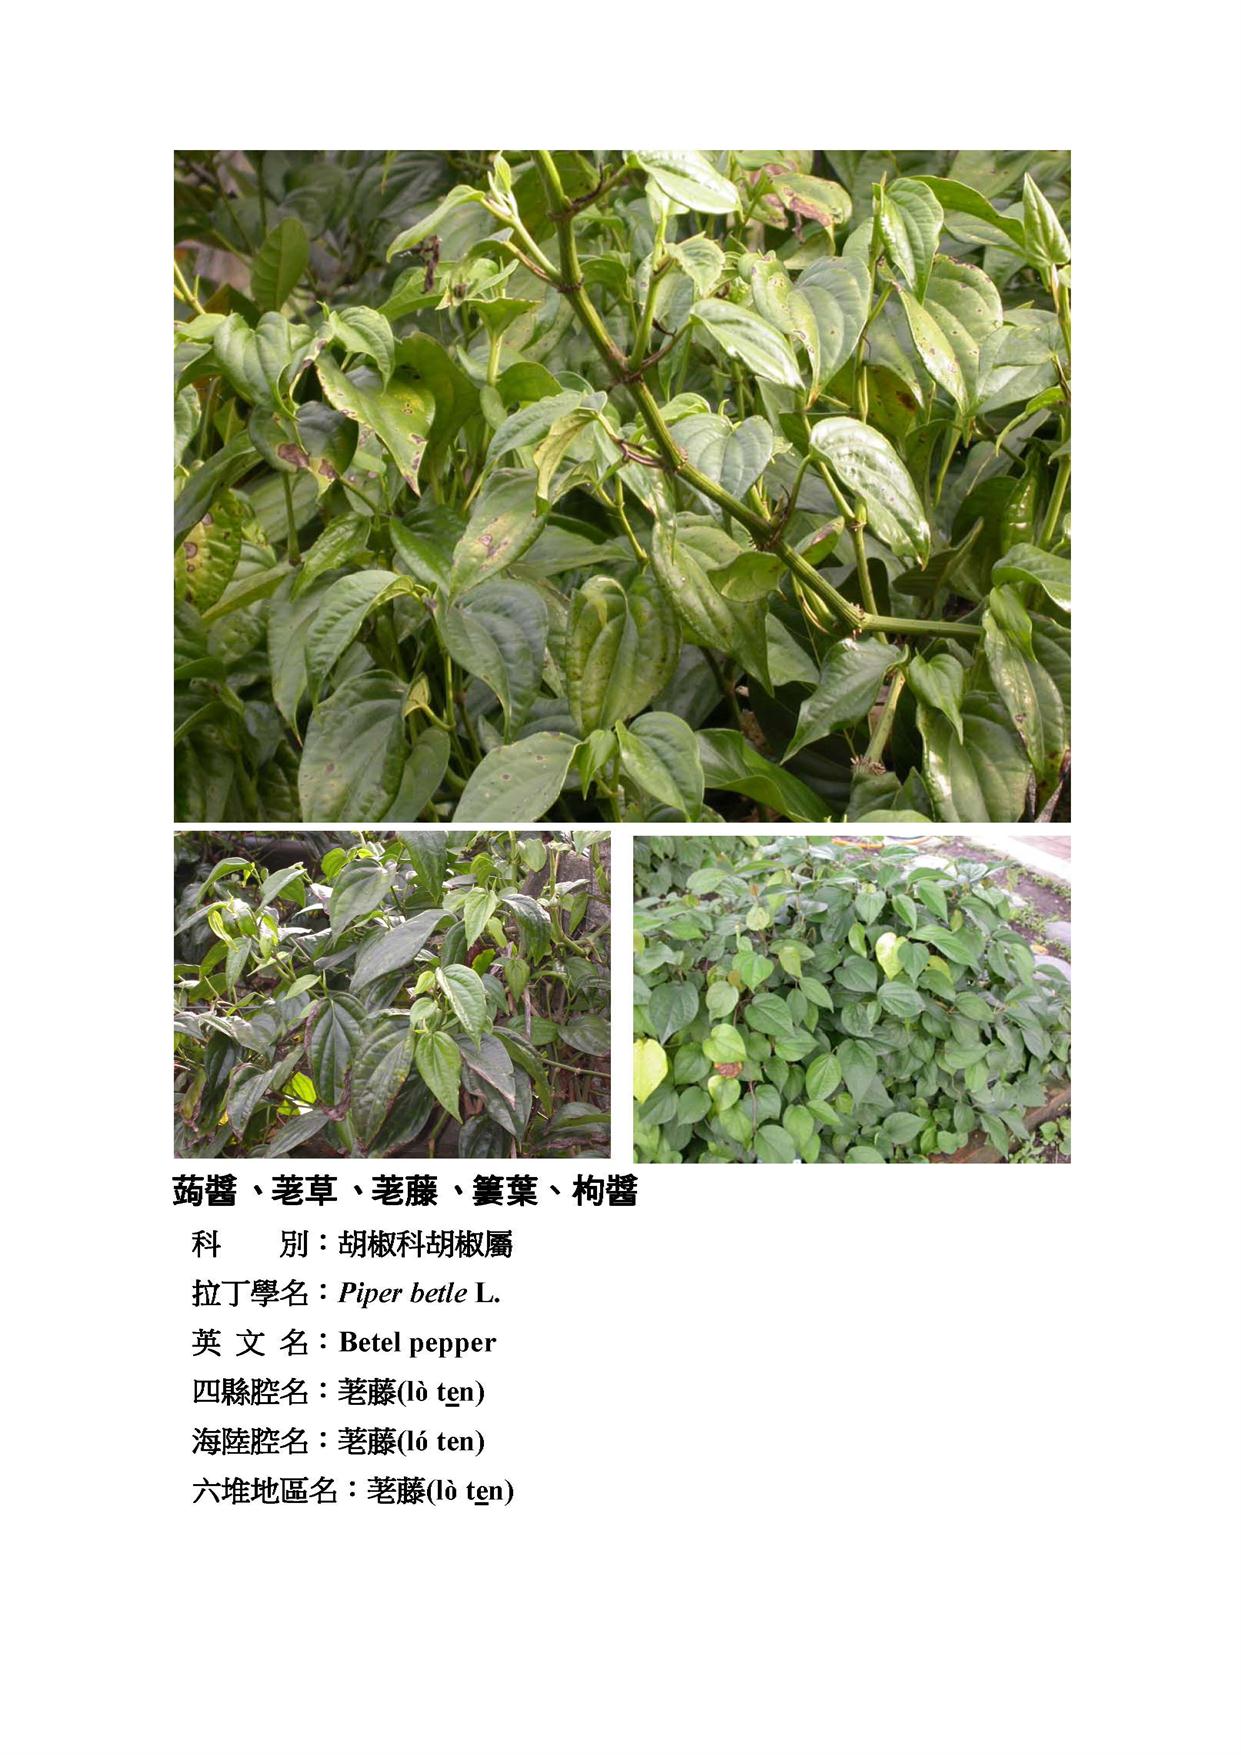 蒟醬、荖草、荖藤、簍葉、枸醬
科　　別：胡椒科胡椒屬
拉丁學名：Piper betle L.
英 文 名：Betel pepper
四縣腔名：荖藤(lò ten)
海陸腔名：荖藤(ló ten)
六堆地區名：荖藤(lò ten)